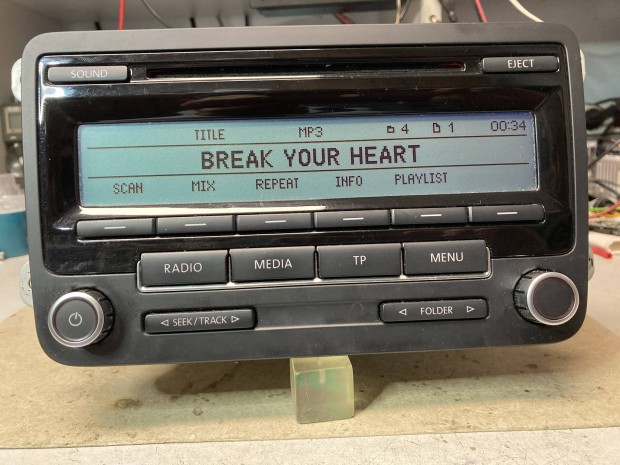 SOUND
EJECT
TITLE MP3 4 1 00:34
BREAK YOUR HEART
SCAN MIX REPEAT INFO PLAYLIST
RADIO MEDIA TP MENU
SEEK/TRACK FOLDER